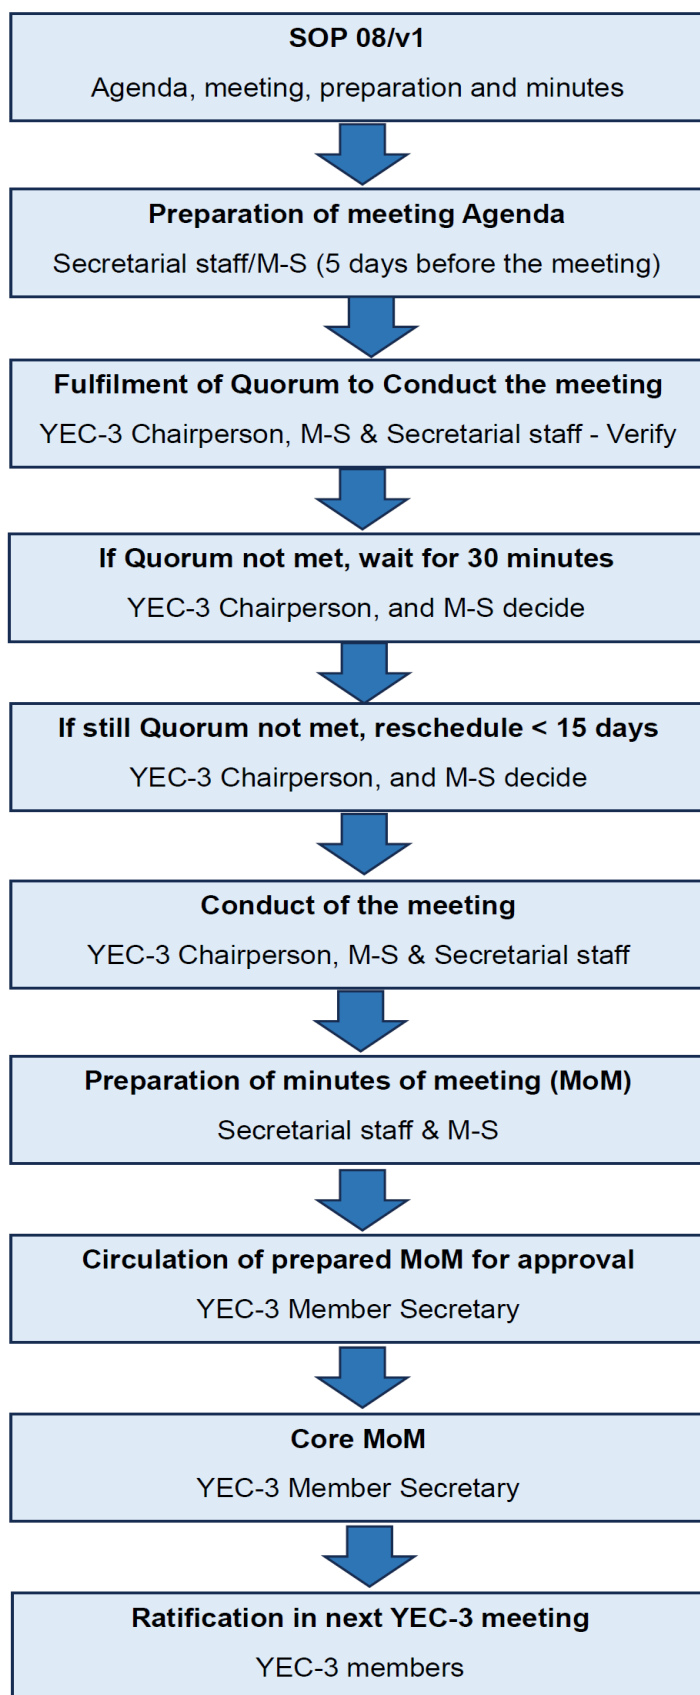 SOP 08/v1
Agenda, meeting, preparation and minutes
Preparation of meeting Agenda
Secretarial staff/M-S (5 days before the meeting)
Fulfilment of Quorum to Conduct the meeting
YEC-3 Chairperson, M-S & Secretarial staff - Verify
If Quorum not met, wait for 30 minutes
YEC-3 Chairperson, and M-S decide
If still Quorum not met, reschedule < 15 days
YEC-3 Chairperson, and M-S decide
Conduct of the meeting
YEC-3 Chairperson, M-S & Secretarial staff
Preparation of minutes of meeting (MoM)
Secretarial staff & M-S
Circulation of prepared MoM for approval
YEC-3 Member Secretary
Core MoM
YEC-3 Member Secretary
Ratification in next YEC-3 meeting
YEC-3 members